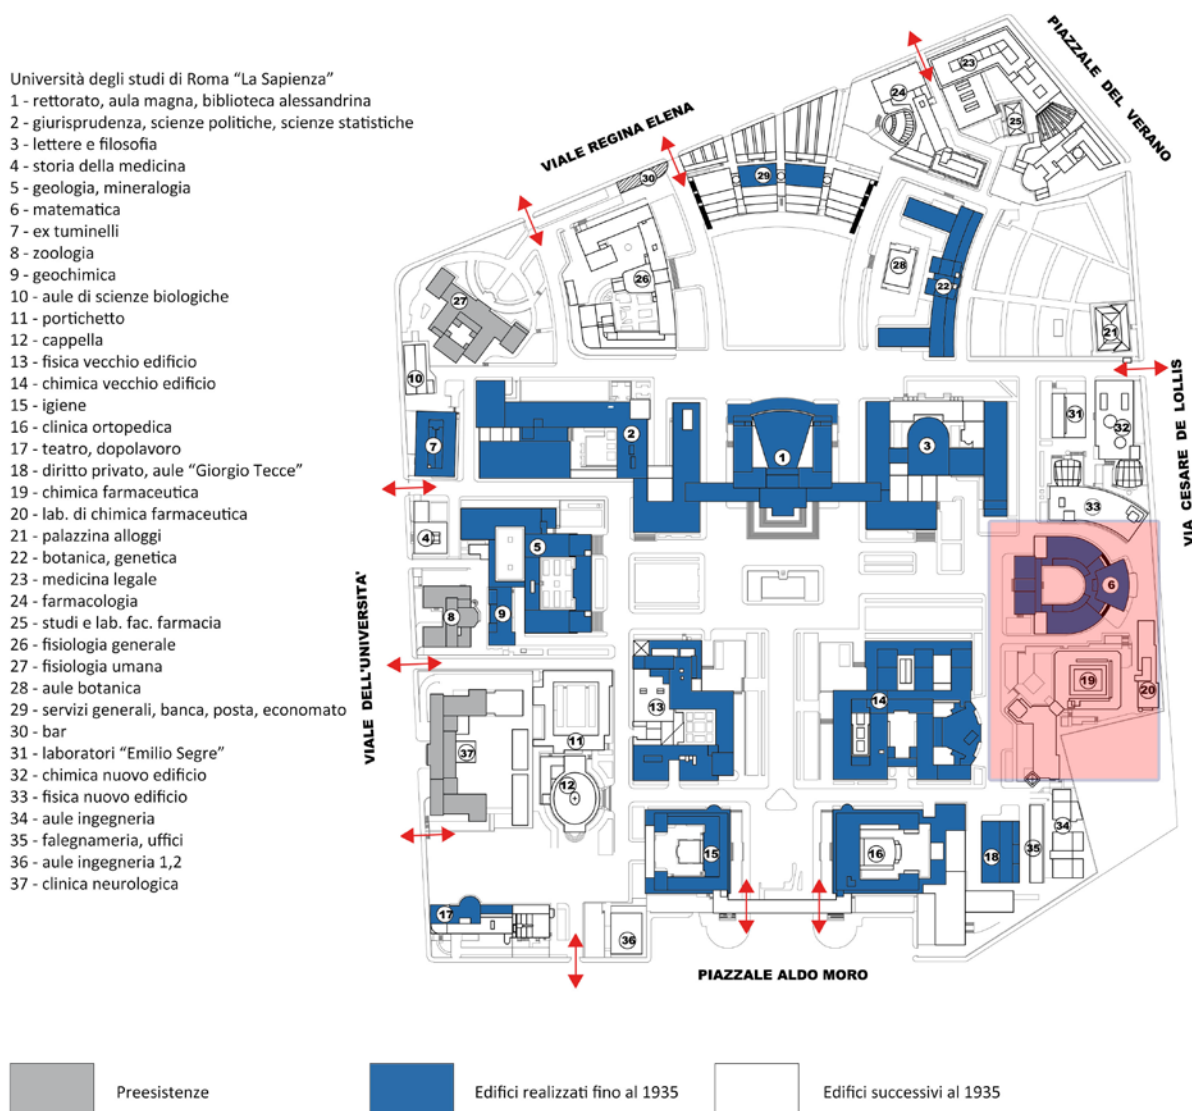 Università degli studi di Roma “La Sapienza”
1 - rettorato, aula magna, biblioteca alessandrina
2 - giurisprudenza, scienze politiche, scienze statistiche
3 - lettere e filosofia
4 - storia della medicina
5 - geologia, mineralogia
6 - matematica
7 - ex tuminelli
8 - zoologia
9 - geochimica
10 - aule di scienze biologiche
11 - portichetto
12 - cappella
13 - fisica vecchio edificio
14 - chimica vecchio edificio
15 - igiene
16 - clinica ortopedica
17 - teatro, dopolavoro
18 - diritto privato, aule “Giorgio Tecce”
19 - chimica farmaceutica
20 - lab. di chimica farmaceutica
21 - palazzina alloggi
22 - botanica, genetica
23 - medicina legale
24 - farmacologia
25 - studi e lab. fac. farmacia
26 - fisiologia generale
27 - fisiologia umana
28 - aule botanica
29 - servizi generali, banca, posta, economato
30 - bar
31 - laboratori “Emilio Segre”
32 - chimica nuovo edificio
33 - fisica nuovo edificio
34 - aule ingegneria
35 - falegnameria, uffici
36 - aule ingegneria 1,2
37 - clinica neurologica
PIAZZALE DEL VERANO
VIALE REGINA ELENA
VIA CESARE DE LOLLIS
VIALE DELL'UNIVERSITA'
PIAZZALE ALDO MORO
23
24
25
30
29
26
28
22
27
21
10
31
32
7
2
1
3
33
4
5
6
8
9
19
20
13
14
11
37
12
34
15
16
18
35
17
36
Preesistenze
Edifici realizzati fino al 1935
Edifici successivi al 1935